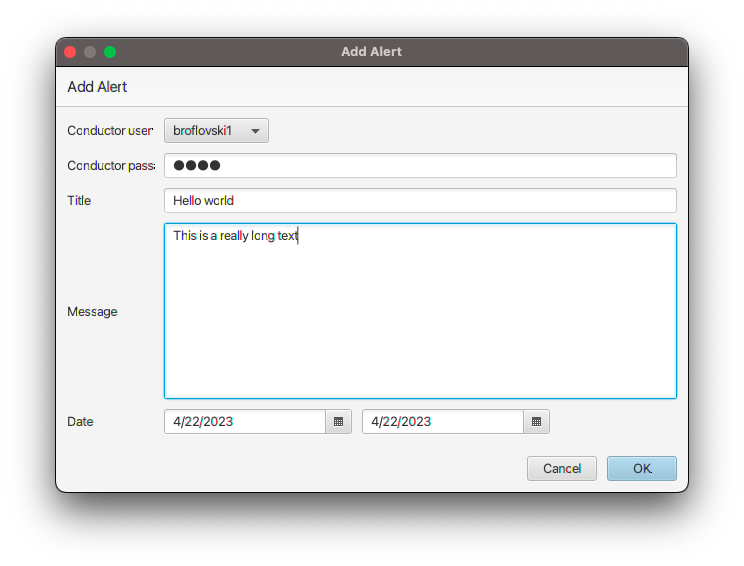 Add Alert
Add Alert
Conductor user
broflovski1
Conductor pass
●●●●
Title
Hello world
This is a really long text
Message
Date
4/22/2023
4/22/2023
Cancel
OK